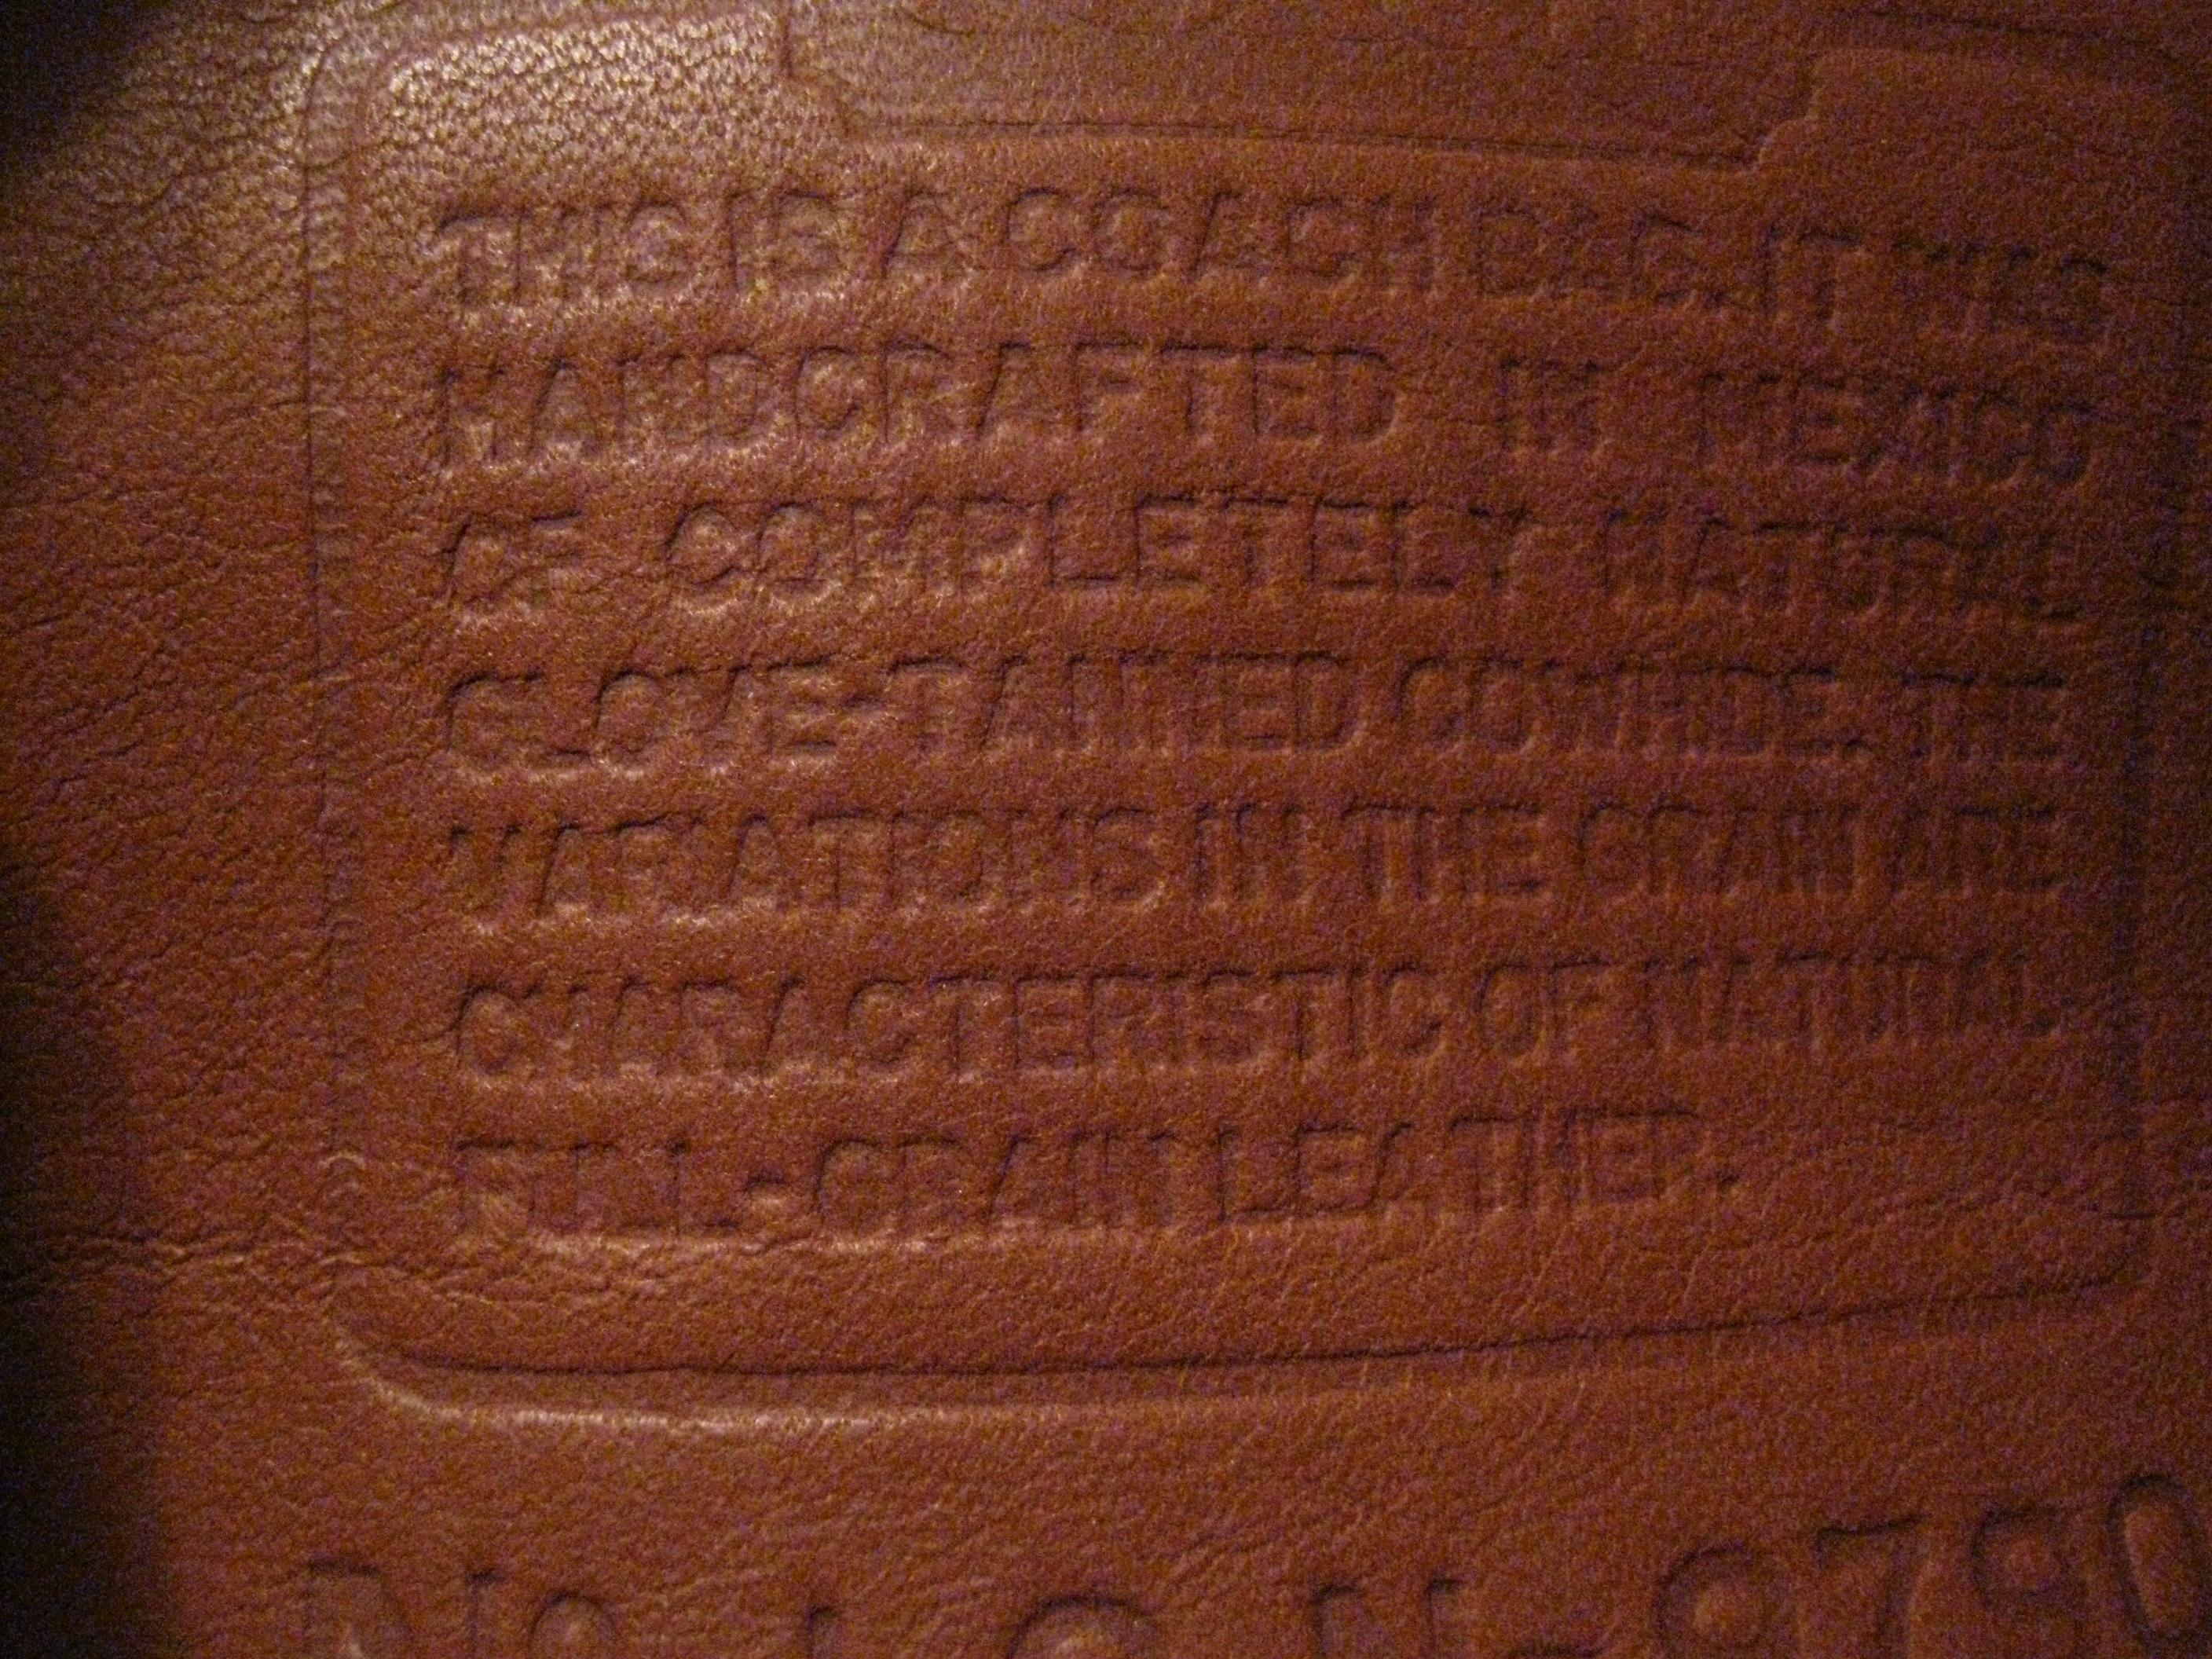 THIS IS A COACH BAG. IT WAS
HANDCRAFTED IN MEXICO
OF COMPLETELY NATURAL
GLOVE-TANNED COWHIDE. THE
VARIATIONS IN THE GRAIN ARE
CHARACTERISTIC OF NATURAL
FULL-GRAIN LEATHER.